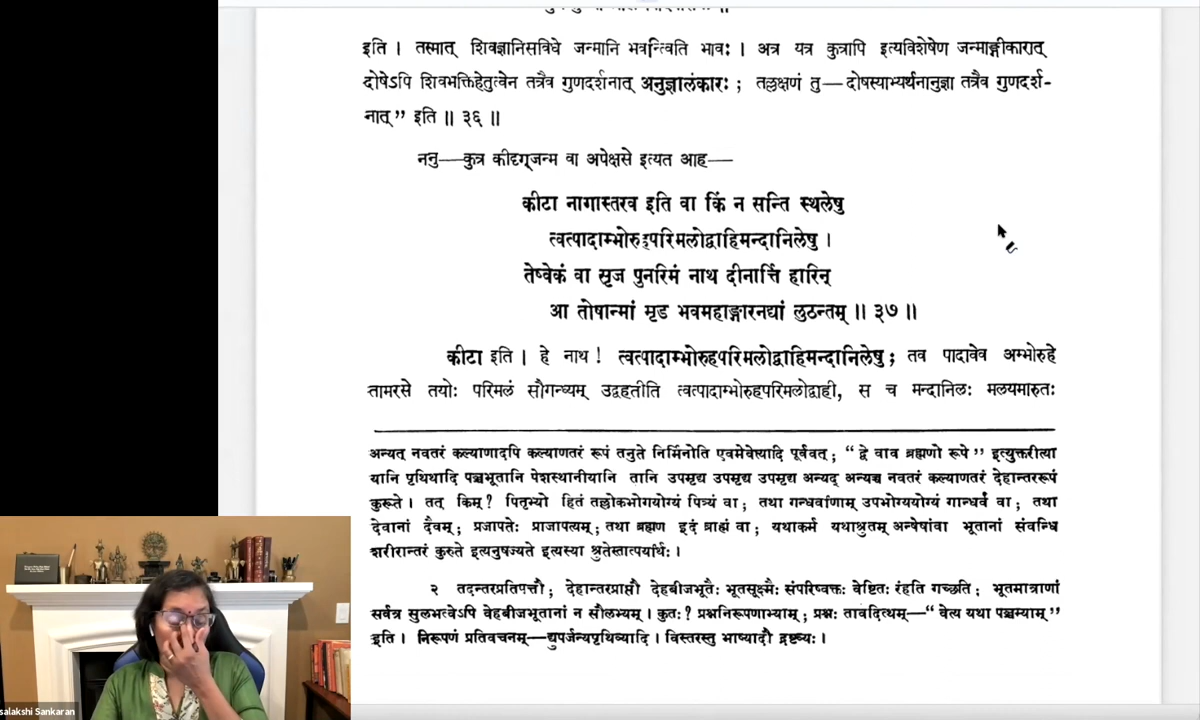 इति । तस्मात् शिवज्ञानिसविधे जन्मानि भवन्त्विति भावः । अत्र यत्र कुत्रापि इत्यविशेषेण जन्माङ्गीकारात्
दोषेऽपि शिवभक्तिहेतुत्वेन तत्रैव गुणदर्शनात् अनुज्ञालंकारः ; तल्लक्षणं तु—दोषस्याभ्यर्थनानुज्ञा तत्रैव गुणदर्श-
नात्” इति ॥ ३६ ॥
ननु—कुत्र कीदृग्जन्म वा अपेक्षसे इत्यत आह—
कीटा नागास्तरव इति वा किं न सन्ति स्थलेषु
त्वत्पादाम्भोरुहपरिमलोद्वाहिमन्दानिलेषु ।
तेष्वेकं वा सृज पुनरिमं नाथ दीनार्त्ति हारिन्
आ तोषान्मां मृड भवमहाङ्गारनद्यां लुठन्तम् ॥ ३७ ॥
कीटा इति । हे नाथ ! त्वत्पादाम्भोरुहपरिमलोद्वाहिमन्दानिलेषु ; तव पादावेव अम्भोरुहे
तामरसे तयोः परिमलं सौगन्ध्यम् उद्वहतीति त्वत्पादाम्भोरुहपरिमलोद्वाही, स च मन्दानिलः मलयमारुतः
अन्यत् नवतरं कल्याणादपि कल्याणतरं रूपं तनुते निर्मिनोति एवमेवेत्यादि पूर्ववत् ; “ द्वे वाव ब्रह्मणो रूपे ” इत्युक्तरीत्या
यानि पृथिव्यादि पञ्चभूतानि पेशस्थानीयानि तानि उपमृद्य उपमृद्य उपमृद्य अन्यद् अन्यच्च नवतरं कल्याणतरं देहान्तररूपं
कुरूते । तत् किम् ? पितृभ्यो हितं तल्लोकभोगयोग्यं पित्र्यं वा ; तथा गन्धर्वाणाम् उपभोग्ययोग्यं गान्धर्वं वा ; तथा
देवानां दैवम् ; प्रजापतेः प्राजापत्यम् ; तथा ब्रह्मण इदं ब्राह्मं वा ; यथाकर्म यथाश्रुतम् अन्येषांवा भूतानां संबन्धि
शरीरान्तरं कुरुते इत्यनुषज्यते इत्यस्या श्रुतेस्तात्पर्यार्थः ।
२ तदन्तरप्रतिपत्तौ ; देहान्तरप्राप्तौ देहबीजभूतैः भूतसूक्ष्मैः संपरिष्वक्तः वेष्टितः रंहति गच्छति ; भूतमात्राणां
सर्वत्र सुलभत्वेऽपि देहबीजभूतानां न सौलभ्यम् । कुतः ? प्रश्ननिरूपणाभ्याम् ; प्रश्नः तावदित्थम्—“ वेत्थ यथा पञ्चम्याम् ”
इति । निरूपणं प्रतिवचनम्—द्युपर्जन्यपृथिव्यादि । विस्तरस्तु भाष्यादौ द्रष्टव्यः ।
salakshi Sankaran